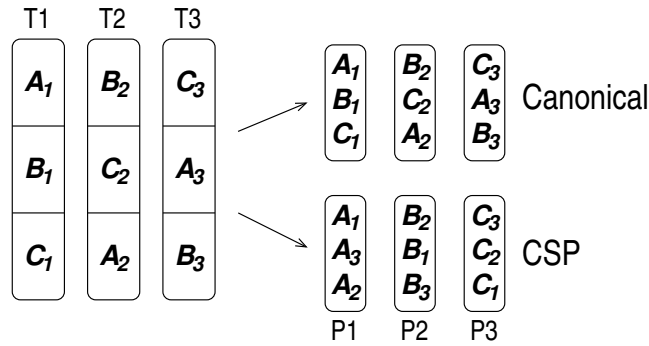 T1 T2 T3
A1 B2 C3
B1 C2 A3
C1 A2 B3
A1 B2 C3
B1 C2 A3
C1 A2 B3
Canonical
A1 B2 C3
A3 B1 C2
A2 B3 C1
CSP
P1 P2 P3